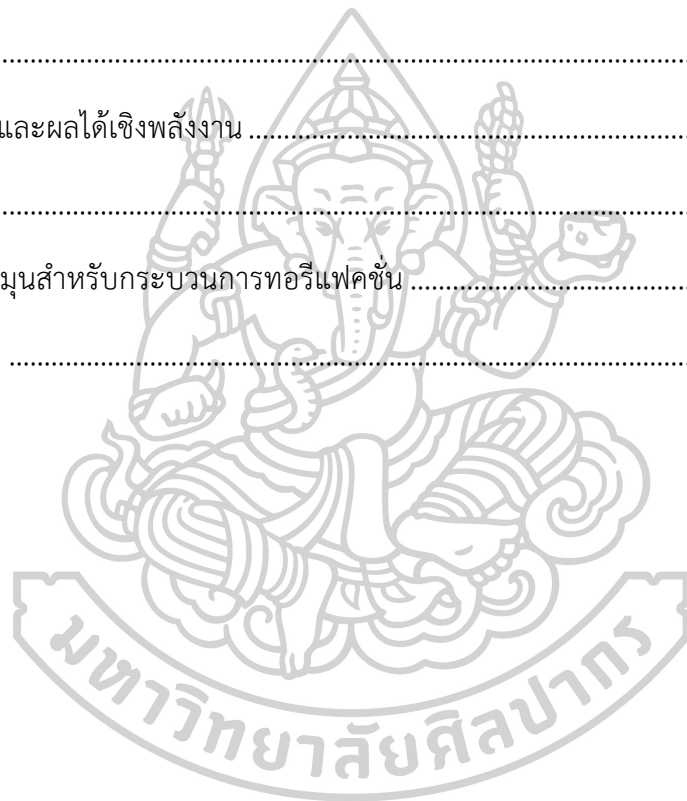 ..........................................................................................................
และผลได้เชิงพลังงาน ....................................................................
..........................................................................................................
มุนสำหรับกระบวนการทอรีแฟคชั่น ............................................
..........................................................................................................
มหาวิทยาลัยศิลปากร